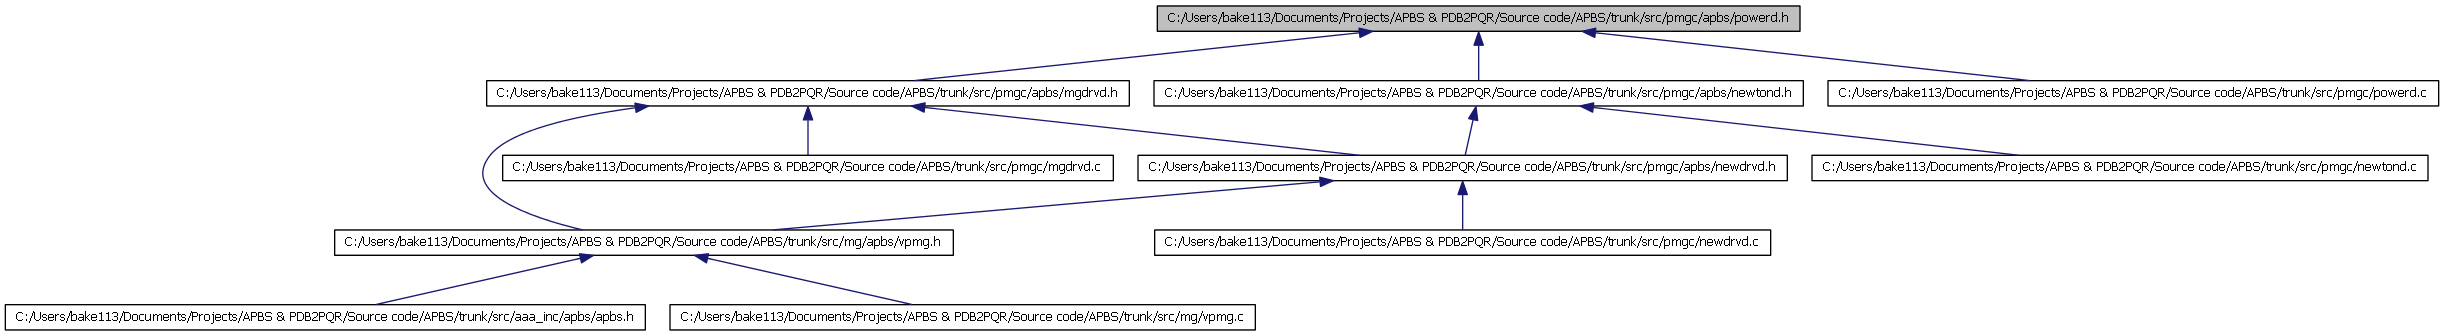 C:/Users/bake113/Documents/Projects/APBS & PDB2PQR/Source code/APBS/trunk/src/pmgc/apbs/powerd.h
C:/Users/bake113/Documents/Projects/APBS & PDB2PQR/Source code/APBS/trunk/src/pmgc/apbs/mgdrvd.h
C:/Users/bake113/Documents/Projects/APBS & PDB2PQR/Source code/APBS/trunk/src/pmgc/apbs/newtond.h
C:/Users/bake113/Documents/Projects/APBS & PDB2PQR/Source code/APBS/trunk/src/pmgc/powerd.c
C:/Users/bake113/Documents/Projects/APBS & PDB2PQR/Source code/APBS/trunk/src/pmgc/mgdrvd.c
C:/Users/bake113/Documents/Projects/APBS & PDB2PQR/Source code/APBS/trunk/src/pmgc/apbs/newdrvd.h
C:/Users/bake113/Documents/Projects/APBS & PDB2PQR/Source code/APBS/trunk/src/pmgc/newtond.c
C:/Users/bake113/Documents/Projects/APBS & PDB2PQR/Source code/APBS/trunk/src/mg/apbs/vpmg.h
C:/Users/bake113/Documents/Projects/APBS & PDB2PQR/Source code/APBS/trunk/src/pmgc/newdrvd.c
C:/Users/bake113/Documents/Projects/APBS & PDB2PQR/Source code/APBS/trunk/src/aaa_inc/apbs/apbs.h
C:/Users/bake113/Documents/Projects/APBS & PDB2PQR/Source code/APBS/trunk/src/mg/vpmg.c